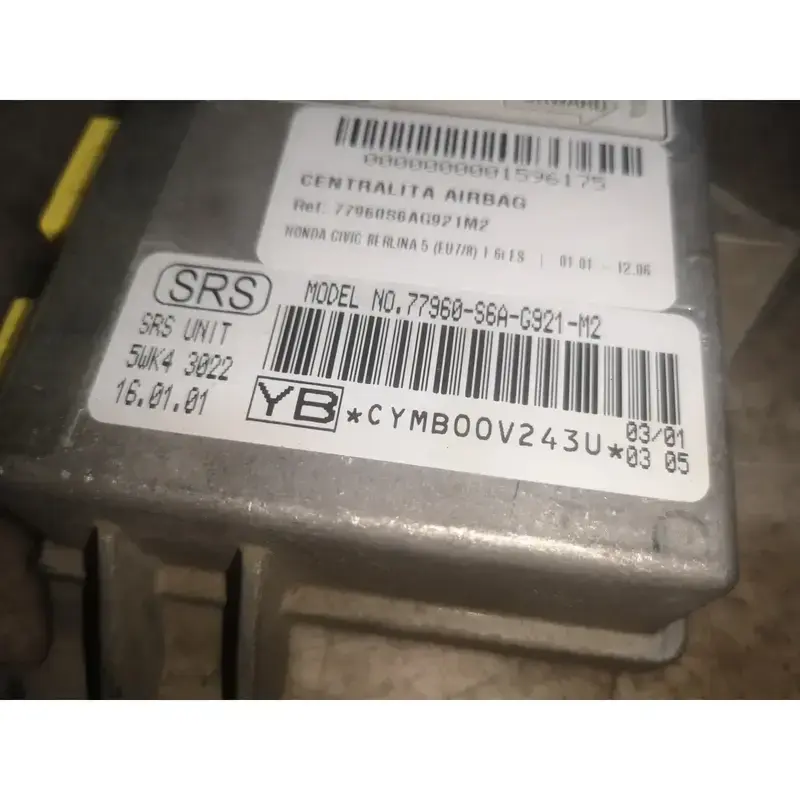 0000000001596175
CENTRALITA AIRBAG
Ref. 77960S6AG921M2
HONDA CIVIC BERLINA 5 (EU7/8) 1 6i ES | 01 01 - 12.06
SRS
MODEL NO.77960-S6A-G921-M2
SRS UNIT
5WK4 3022
16.01.01
YB *CYMB00V243U*
03/01
03 05